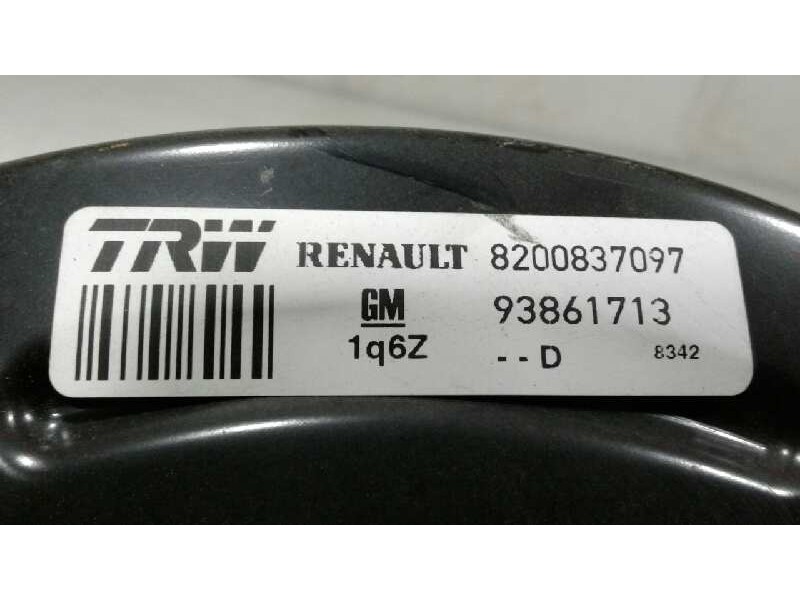 TRW RENAULT 8200837097
GM 93861713
1q6Z --D 8342